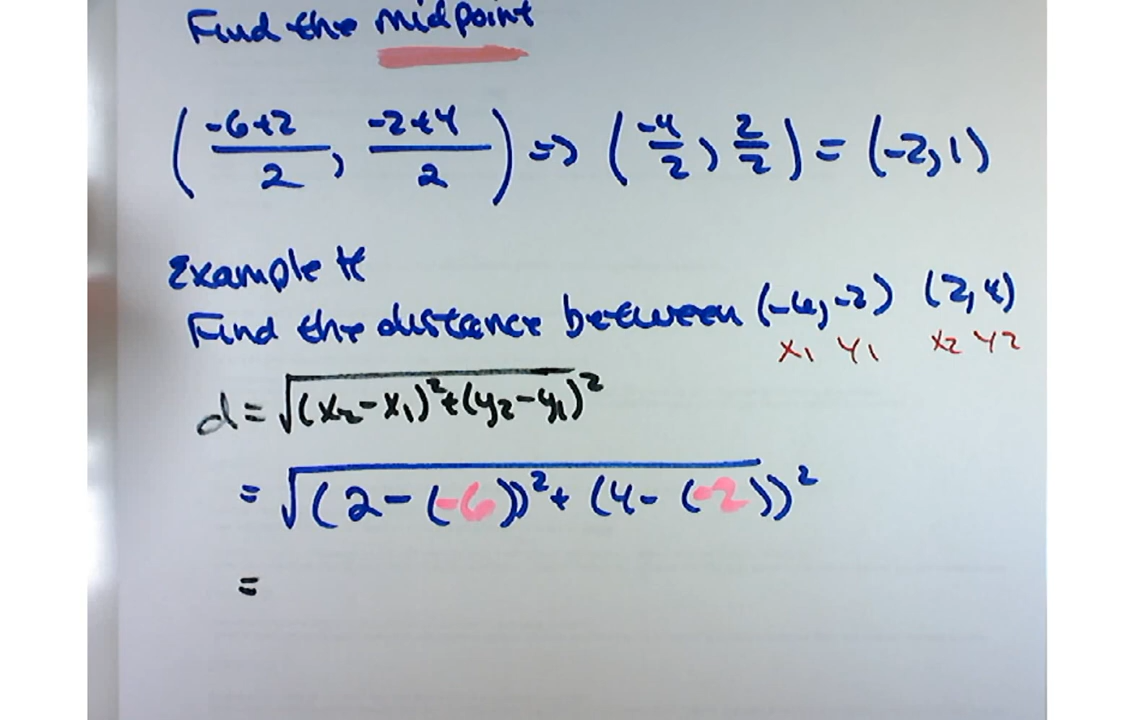 Find the midpoint
(-6+2/2, -2+4/2) => (-4/2, 2/2) = (-2, 1)
Example #
Find the distance between (-6, -2) (2, 4)
x₁ y₁ x₂ y₂
d = √(x₂-x₁)²+(y₂-y₁)²
= √(2-(-6))²+(4-(-2))²
=